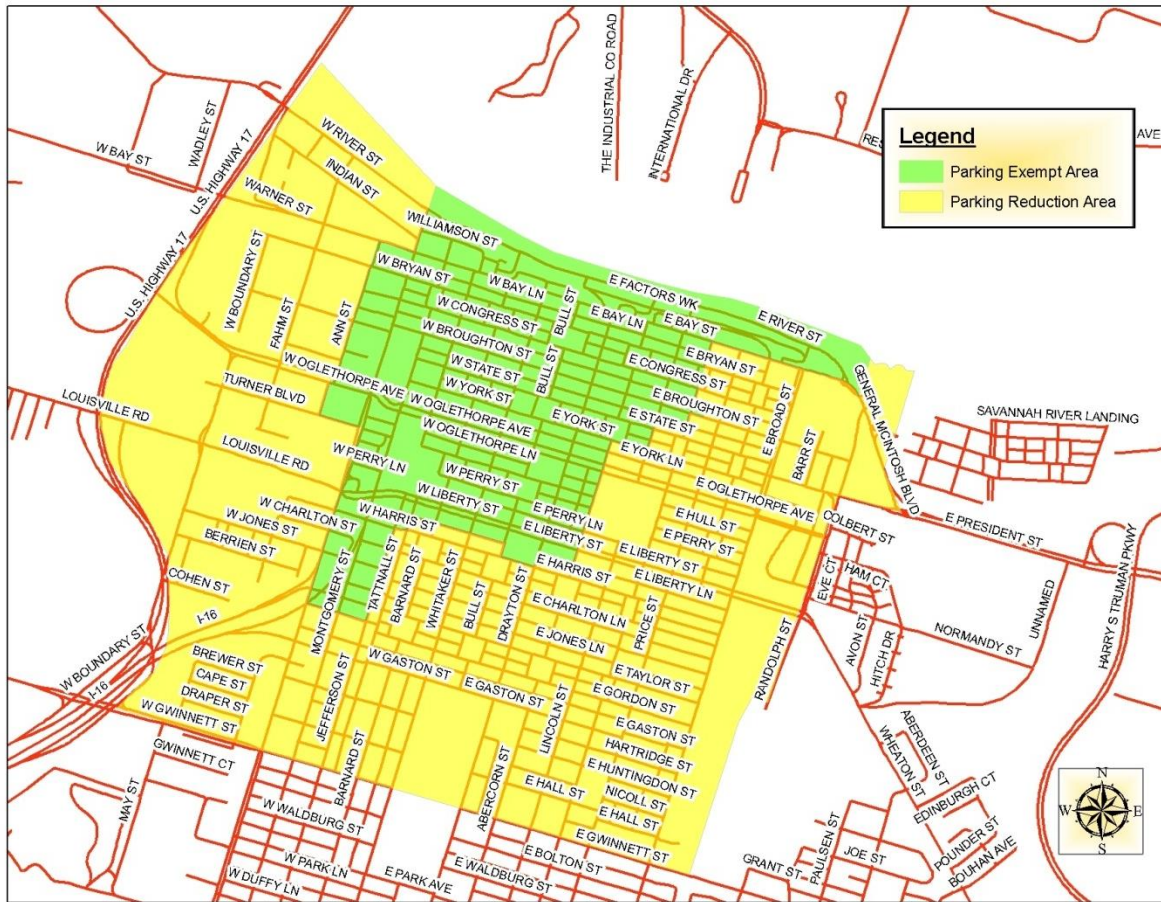 THE INDUSTRIAL CO ROAD
INTERNATIONAL DR
RES
AVE
Legend
Parking Exempt Area
Parking Reduction Area
W BAY ST
WADLEY ST
U.S. HIGHWAY 17
W RIVER ST
INDIAN ST
WARNER ST
WILLIAMSON ST
U.S. HIGHWAY 17
W BOUNDARY ST
FAHM ST
ANN ST
W BRYAN ST
W BAY LN
BULL ST
E FACTORS WK
E BAY LN
E BAY ST
E RIVER ST
W CONGRESS ST
W BROUGHTON ST
W STATE ST
W YORK ST
BULL ST
E BRYAN ST
E CONGRESS ST
E BROUGHTON ST
E STATE ST
E YORK ST
E YORK LN
E BROAD ST
BARR ST
GENERAL MCINTOSH BLVD
SAVANNAH RIVER LANDING
LOUISVILLE RD
TURNER BLVD
W OGLETHORPE AVE
W OGLETHORPE AVE
W OGLETHORPE LN
E OGLETHORPE AVE
LOUISVILLE RD
W PERRY LN
W PERRY ST
W LIBERTY ST
E PERRY LN
E HULL ST
E PERRY ST
COLBERT ST
E PRESIDENT ST
W CHARLTON ST
W HARRIS ST
E LIBERTY ST
E LIBERTY ST
E LIBERTY LN
W JONES ST
BERRIEN ST
COHEN ST
E HARRIS ST
EVE CT
HAM CT
AVON ST
HITCH DR
NORMANDY ST
UNNAMED
HARRY S TRUMAN PKWY
MONTGOMERY ST
TATTNALL ST
BARNARD ST
WHITAKER ST
BULL ST
DRAYTON ST
E CHARLTON LN
E JONES LN
PRICE ST
RANDOLPH ST
I-16
W BOUNDARY ST
I-16
BREWER ST
CAPE ST
DRAPER ST
W GWINNETT ST
GWINNETT CT
W GASTON ST
E GASTON ST
E TAYLOR ST
E GORDON ST
E GASTON ST
HARTRIDGE ST
E HUNTINGDON ST
NICOLL ST
E HALL ST
E HALL ST
E GWINNETT ST
JEFFERSON ST
BARNARD ST
LINCOLN ST
ABERCORN ST
MAY ST
W WALDBURG ST
W PARK LN
W DUFFY LN
E PARK AVE
E WALDBURG ST
E BOLTON ST
GRANT ST
PAULSEN ST
JOE ST
WHEATON ST
ABERDEEN ST
EDINBURGH CT
POUNDER ST
BOUHAN AVE
N
W
E
S